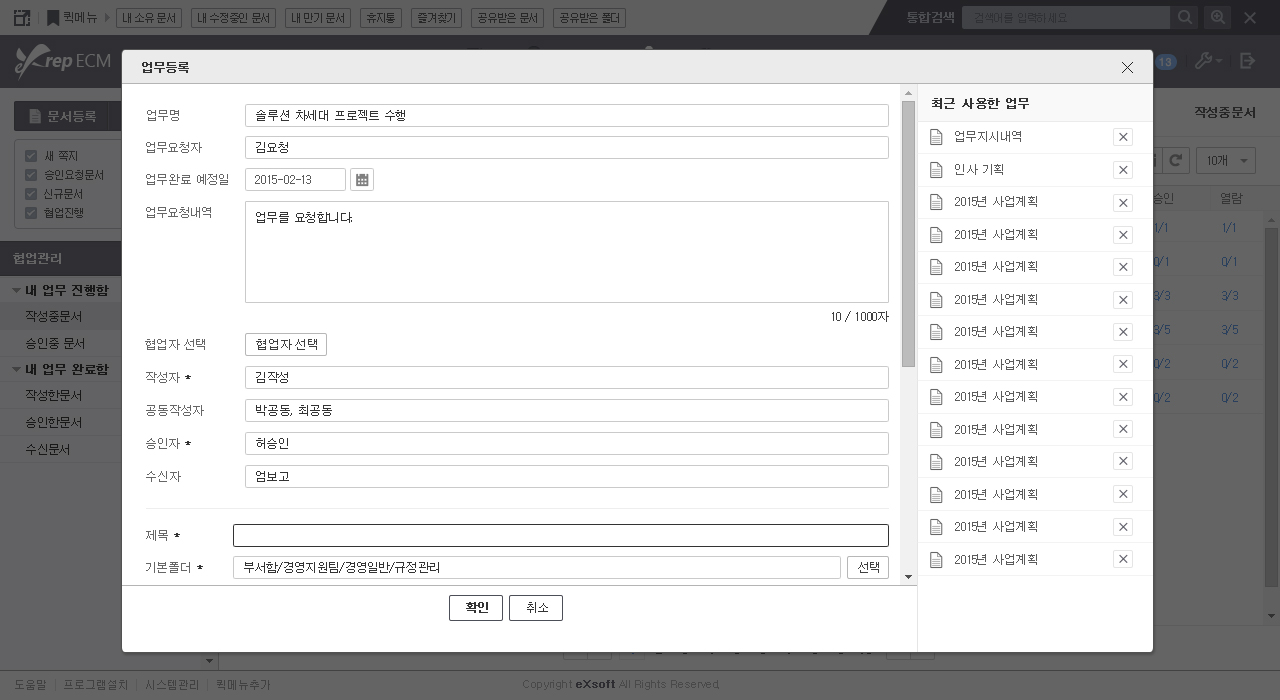 퀵메뉴 내 소유 문서 내 수정중인 문서 내 만기 문서 휴지통 즐겨찾기 공유받은 문서 공유받은 폴더 통합검색 검색어를 입력하세요
eXrep ECM 13
업무등록
문서등록
작성중문서
새 쪽지
승인요청문서
신규문서
협업진행
10개
승인 열람
1/1 1/1
0/1 0/1
3/3 3/3
3/5 3/5
0/2 0/2
0/2 0/2
협업관리
내 업무 진행함
작성중문서
승인중 문서
내 업무 완료함
작성한문서
승인한문서
수신문서
업무명 솔루션 차세대 프로젝트 수행
업무요청자 김요청
업무완료 예정일 2015-02-13
업무요청내역 업무를 요청합니다.
10 / 1000자
협업자 선택 협업자 선택
작성자 * 김작성
공동작성자 박공동, 최공동
승인자 * 허승인
수신자 엄보고
제목 *
기본폴더 * 부서함/경영지원팀/경영일반/규정관리 선택
확인 취소
최근 사용한 업무
업무지시내역
인사 기획
2015년 사업계획
2015년 사업계획
2015년 사업계획
2015년 사업계획
2015년 사업계획
2015년 사업계획
2015년 사업계획
2015년 사업계획
2015년 사업계획
2015년 사업계획
2015년 사업계획
2015년 사업계획
도움말 프로그램설치 시스템관리 퀵메뉴추가
Copyright eXsoft All Rights Reserved.